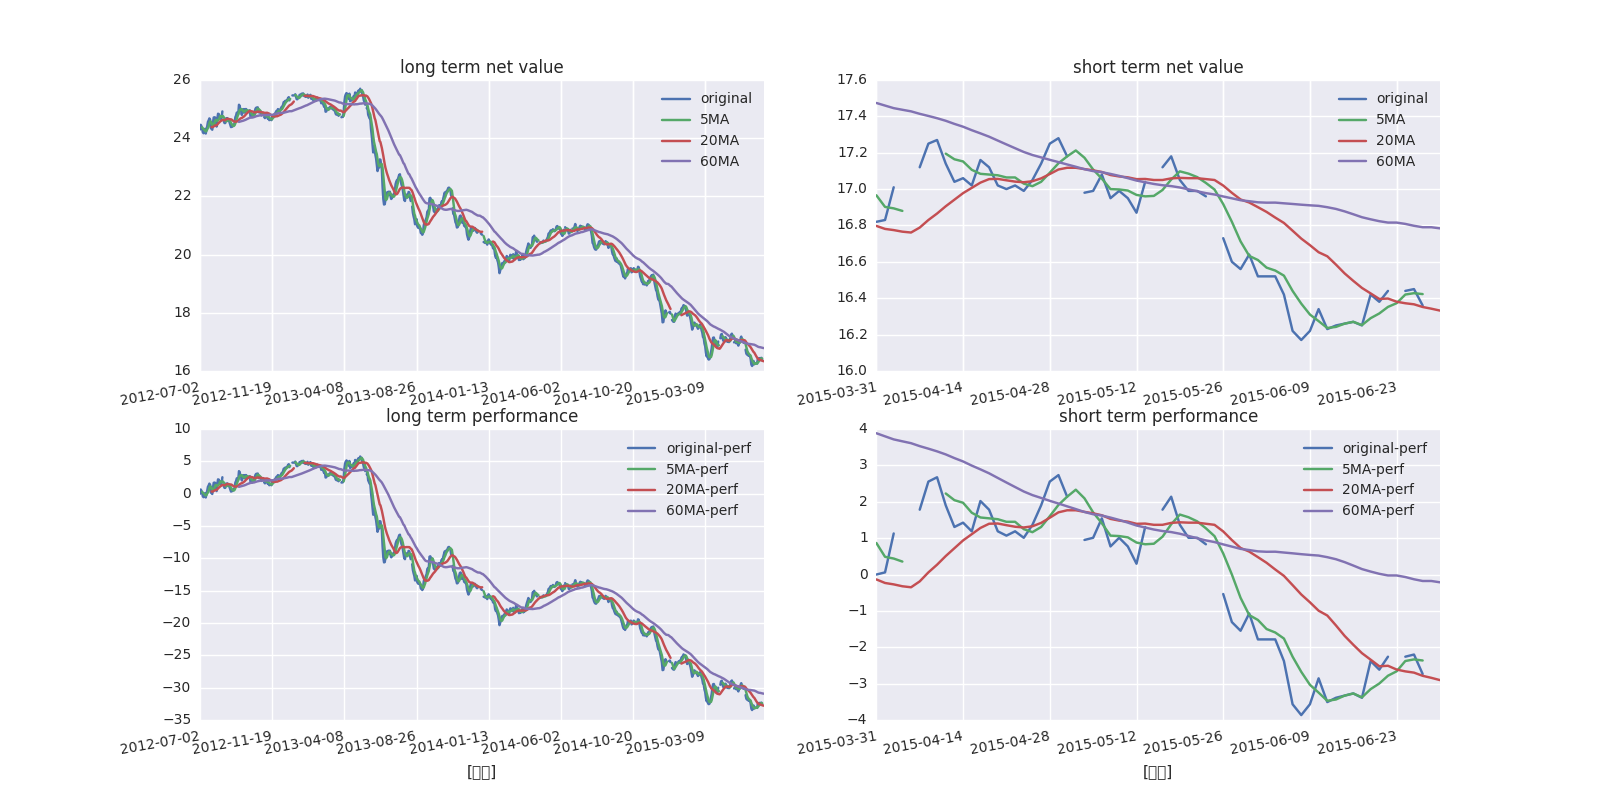 long term net value
26
24
22
20
18
16
original
5MA
20MA
60MA
2012-07-02 2012-11-19 2013-04-08 2013-08-26 2014-01-13 2014-06-02 2014-10-20 2015-03-09
short term net value
17.6
17.4
17.2
17.0
16.8
16.6
16.4
16.2
16.0
original
5MA
20MA
60MA
2015-03-31 2015-04-14 2015-04-28 2015-05-12 2015-05-26 2015-06-09 2015-06-23
long term performance
10
5
0
−5
−10
−15
−20
−25
−30
−35
original-perf
5MA-perf
20MA-perf
60MA-perf
2012-07-02 2012-11-19 2013-04-08 2013-08-26 2014-01-13 2014-06-02 2014-10-20 2015-03-09
short term performance
4
3
2
1
0
−1
−2
−3
−4
original-perf
5MA-perf
20MA-perf
60MA-perf
2015-03-31 2015-04-14 2015-04-28 2015-05-12 2015-05-26 2015-06-09 2015-06-23